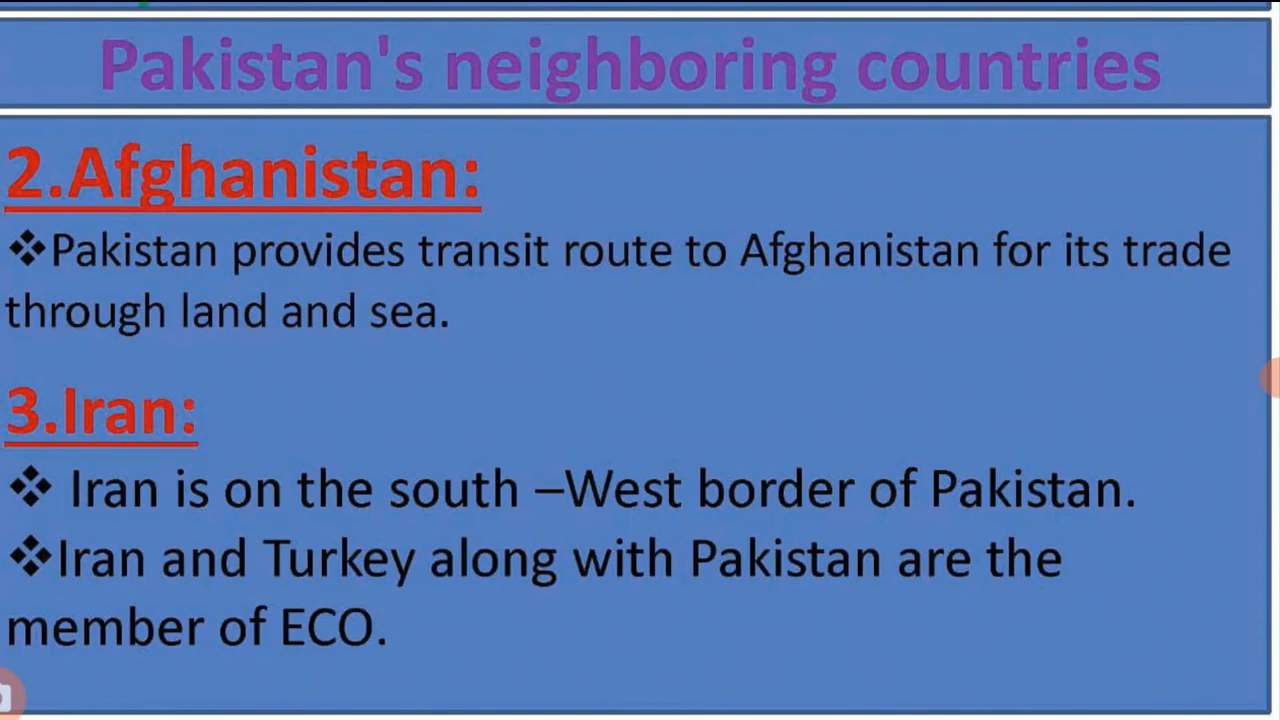 Pakistan's neighboring countries
2.Afghanistan:
❖Pakistan provides transit route to Afghanistan for its trade
through land and sea.
3.Iran:
❖ Iran is on the south –West border of Pakistan.
❖Iran and Turkey along with Pakistan are the
member of ECO.